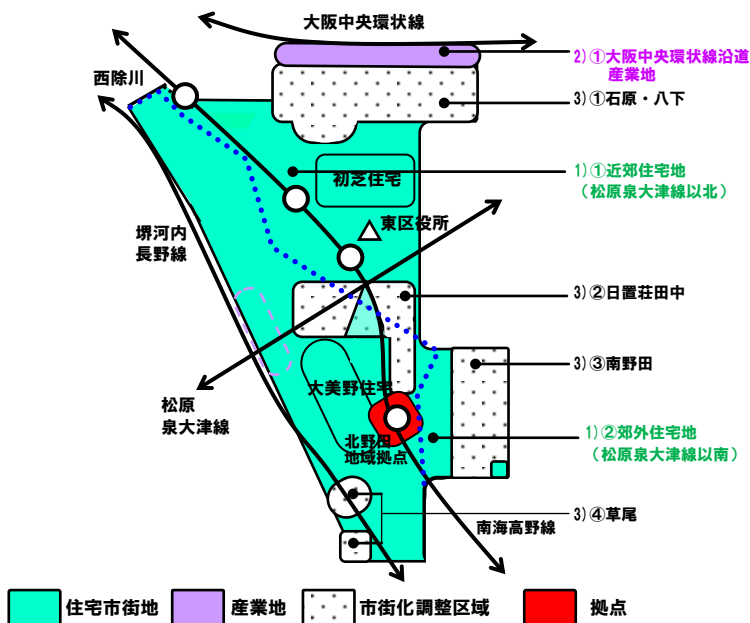 大阪中央環状線
2)①大阪中央環状線沿道
産業地
西除川
3)①石原・八下
1)①近郊住宅地
（松原泉大津線以北）
初芝住宅
東区役所
堺河内
長野線
3)②日置荘田中
3)③南野田
大美野住宅
松原
泉大津線
北野田
地域拠点
1)②郊外住宅地
（松原泉大津線以南）
3)④草尾
南海高野線
住宅市街地
産業地
市街化調整区域
拠点